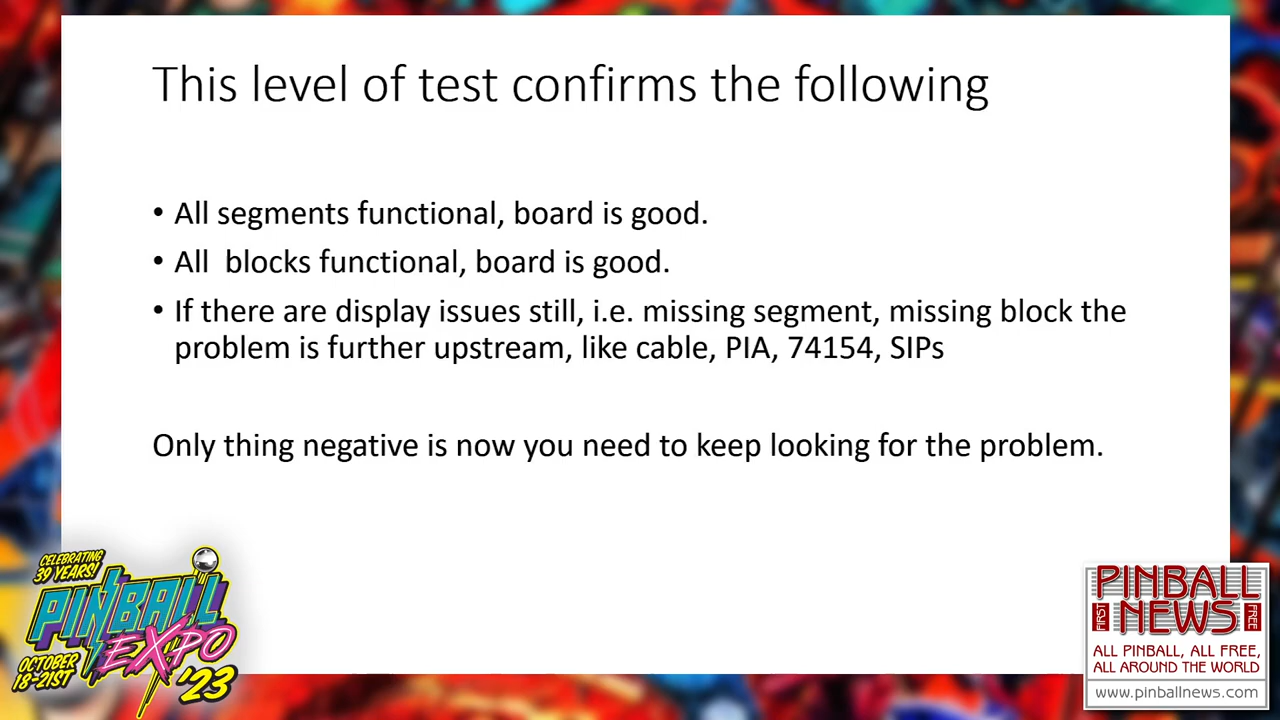 This level of test confirms the following
• All segments functional, board is good.
• All  blocks functional, board is good.
• If there are display issues still, i.e. missing segment, missing block the
problem is further upstream, like cable, PIA, 74154, SIPs
Only thing negative is now you need to keep looking for the problem.
CELEBRATING
39 YEARS!
PINBALL
EXPO
OCTOBER
18-21ST
'23
PINBALL
FIRST NEWS FREE
ALL PINBALL, ALL FREE,
ALL AROUND THE WORLD
www.pinballnews.com